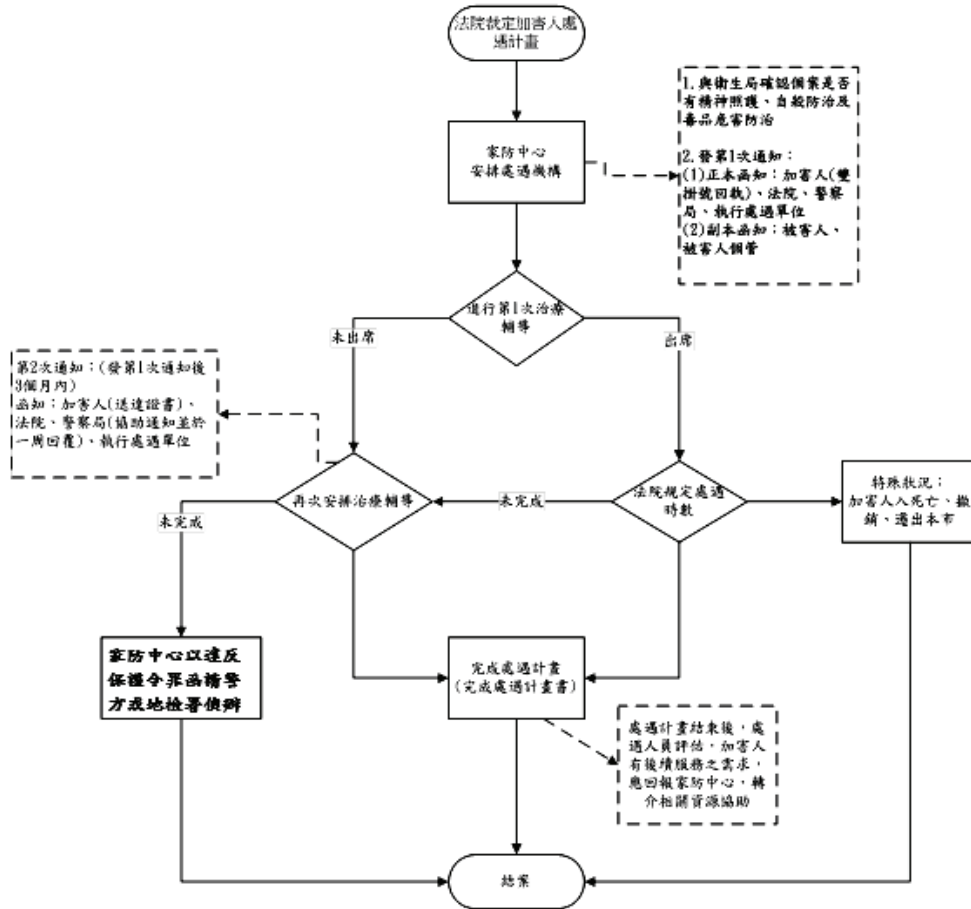 法院裁定加害人處
遇計畫
1.與衛生局確認個案是否
有精神照護、自殺防治及
毒品危害防治
2.發第1次通知：
(1)正本函知：加害人(雙
掛號回執)、法院、警察
局、執行處遇單位
(2)副本函知：被害人、
被害人個管
家防中心
安排處遇機構
進行第1次治療
輔導
未出席
出席
第2次通知：(發第1次通知後
3個月內)
函知：加害人(送達證書)、
法院、警察局(協助通知並於
一周回覆)、執行處遇單位
再次安排治療輔導
未完成
法院規定處遇
時數
特殊狀況：
加害人入死亡、撤
銷、遷出本市
未完成
家防中心以違反
保護令罪函請警
方或地檢署偵辦
完成處遇計畫
(完成處遇計畫書)
處遇計畫結束後，處
遇人員評估，加害人
有後續服務之需求，
應回報家防中心，轉
介相關資源協助
結案